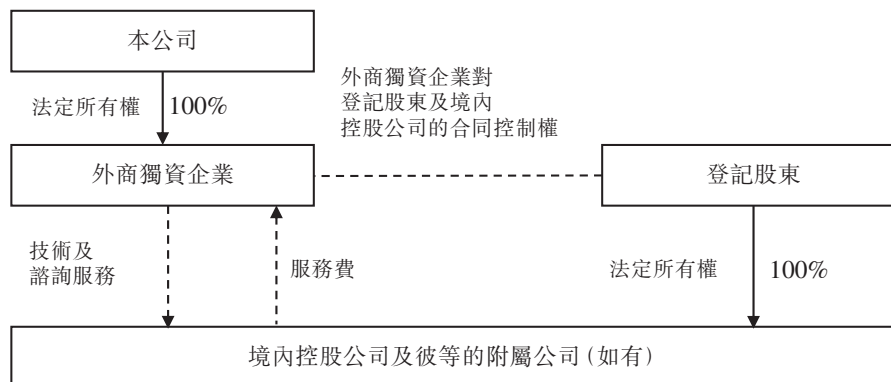 本公司
法定所有權 100%
外商獨資企業對
登記股東及境內
控股公司的合同控制權
外商獨資企業
登記股東
技術及
諮詢服務
服務費
法定所有權 100%
境內控股公司及彼等的附屬公司(如有)